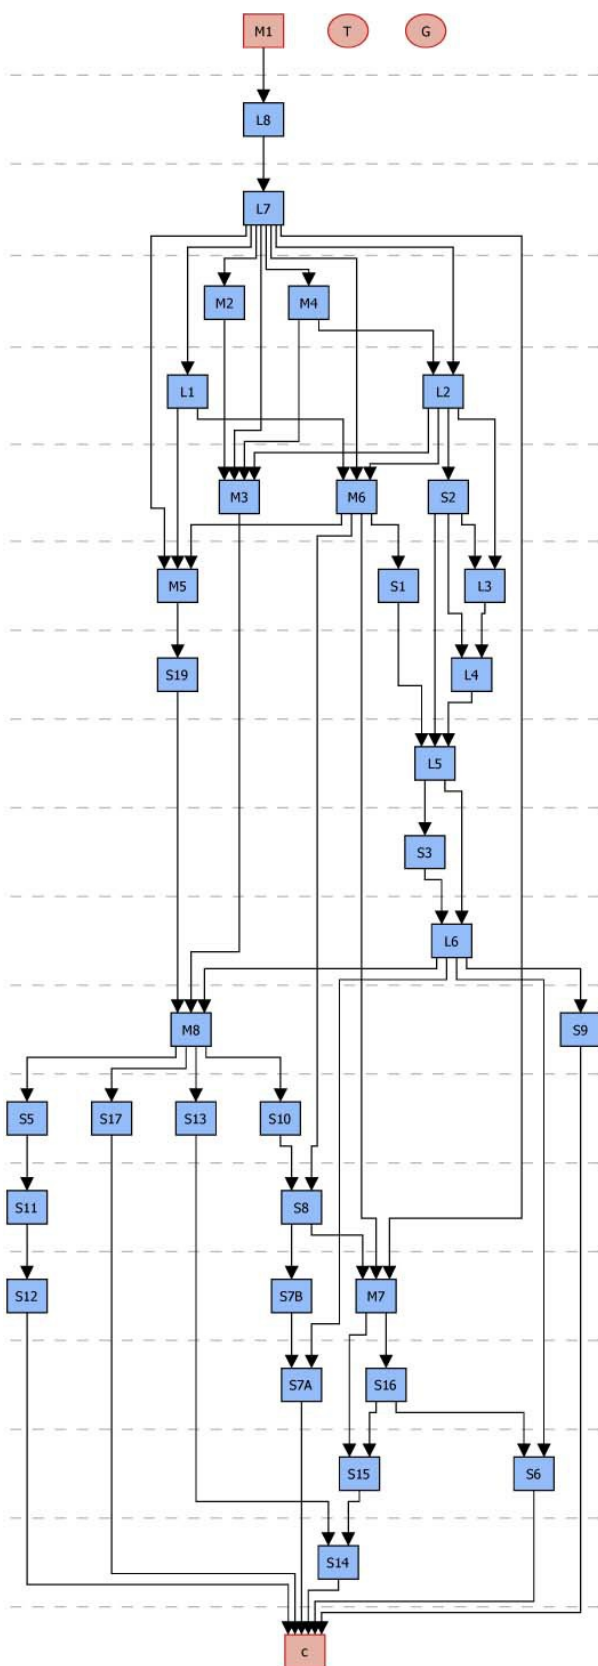 M1 T G
L8
L7
M2 M4
L1 L2
M3 M6 S2
M5 S1 L3
S19 L4
L5
S3
L6
M8 S9
S5 S17 S13 S10
S11 S8
S12 S7B M7
S7A S16
S15 S6
S14
c